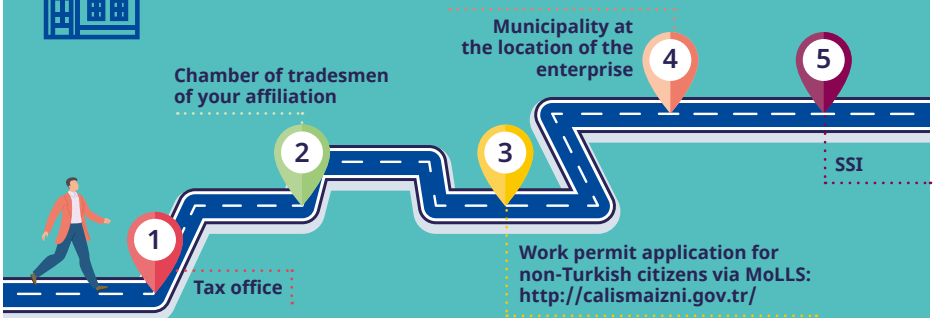 1
Tax office
2
Chamber of tradesmen
of your affiliation
3
Work permit application for
non-Turkish citizens via MoLLS:
http://calismaizni.gov.tr/
4
Municipality at
the location of the
enterprise
5
SSI